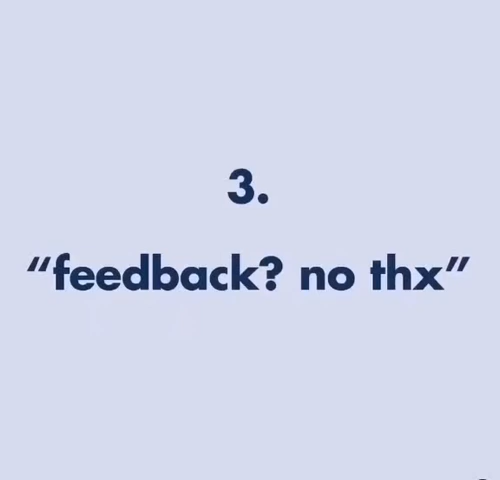 3.
“feedback? no thx”